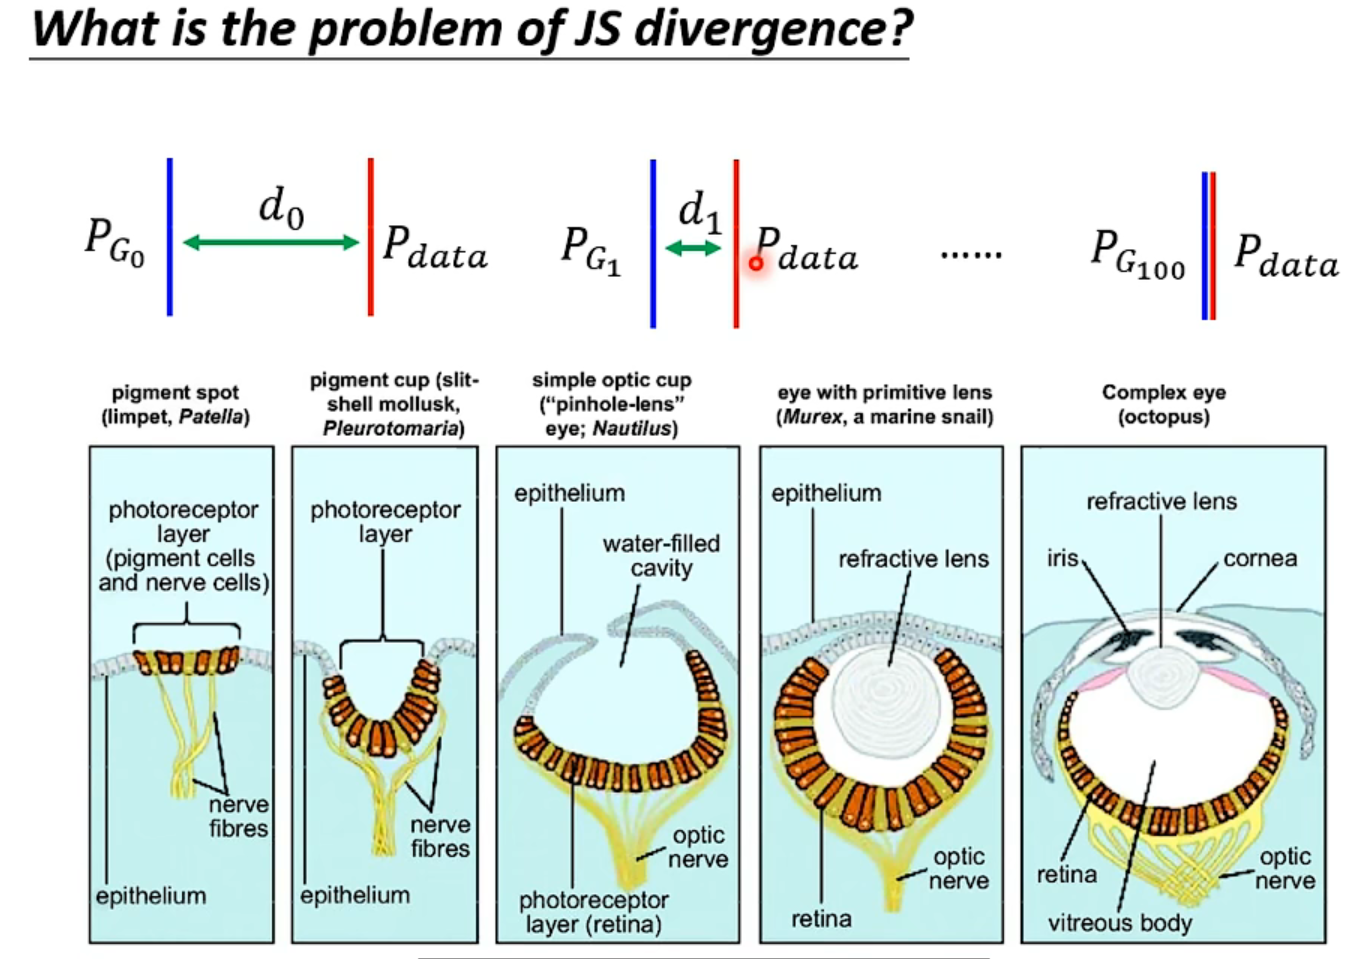 What is the problem of JS divergence?
P_{G_0}
d_0
P_{data}
P_{G_1}
d_1
P_{data}
......
P_{G_{100}}
P_{data}
pigment spot
(limpet, Patella)
photoreceptor
layer
(pigment cells
and nerve cells)
nerve
fibres
epithelium
pigment cup (slit-
shell mollusk,
Pleurotomaria)
photoreceptor
layer
nerve
fibres
epithelium
simple optic cup
(“pinhole-lens”
eye; Nautilus)
epithelium
water-filled
cavity
optic
nerve
photoreceptor
layer (retina)
eye with primitive lens
(Murex, a marine snail)
epithelium
refractive lens
optic
nerve
retina
Complex eye
(octopus)
refractive lens
iris
cornea
retina
optic
nerve
vitreous body